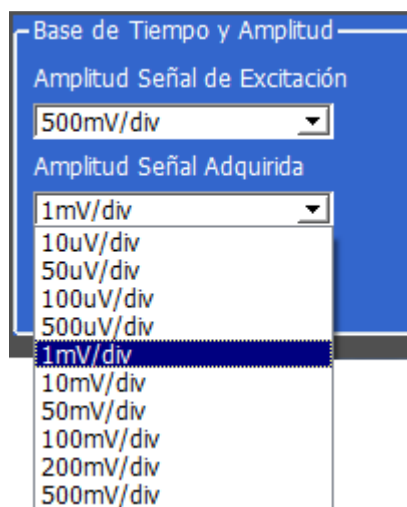 Base de Tiempo y Amplitud
Amplitud Señal de Excitación
500mV/div
Amplitud Señal Adquirida
1mV/div
10uV/div
50uV/div
100uV/div
500uV/div
1mV/div
10mV/div
50mV/div
100mV/div
200mV/div
500mV/div